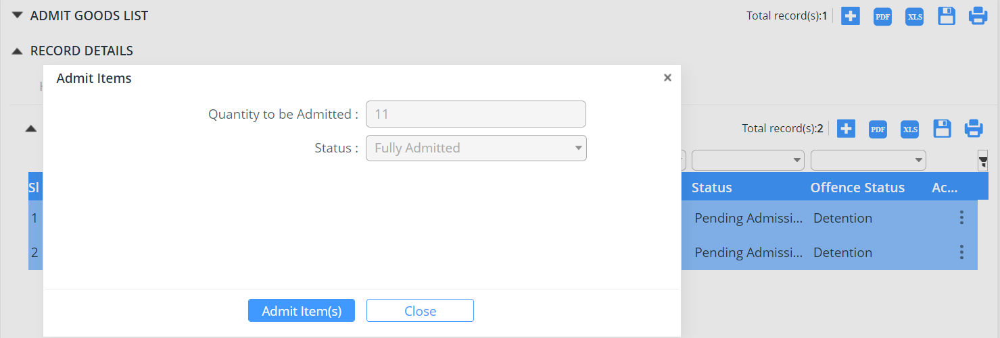 ADMIT GOODS LIST
Total record(s):1
PDF
XLS
RECORD DETAILS
Admit Items
×
Quantity to be Admitted :
11
Status :
Fully Admitted
Total record(s):2
PDF
XLS
Sl
Status
Offence Status
Ac...
1
Pending Admissi...
Detention
2
Pending Admissi...
Detention
Admit Item(s)
Close